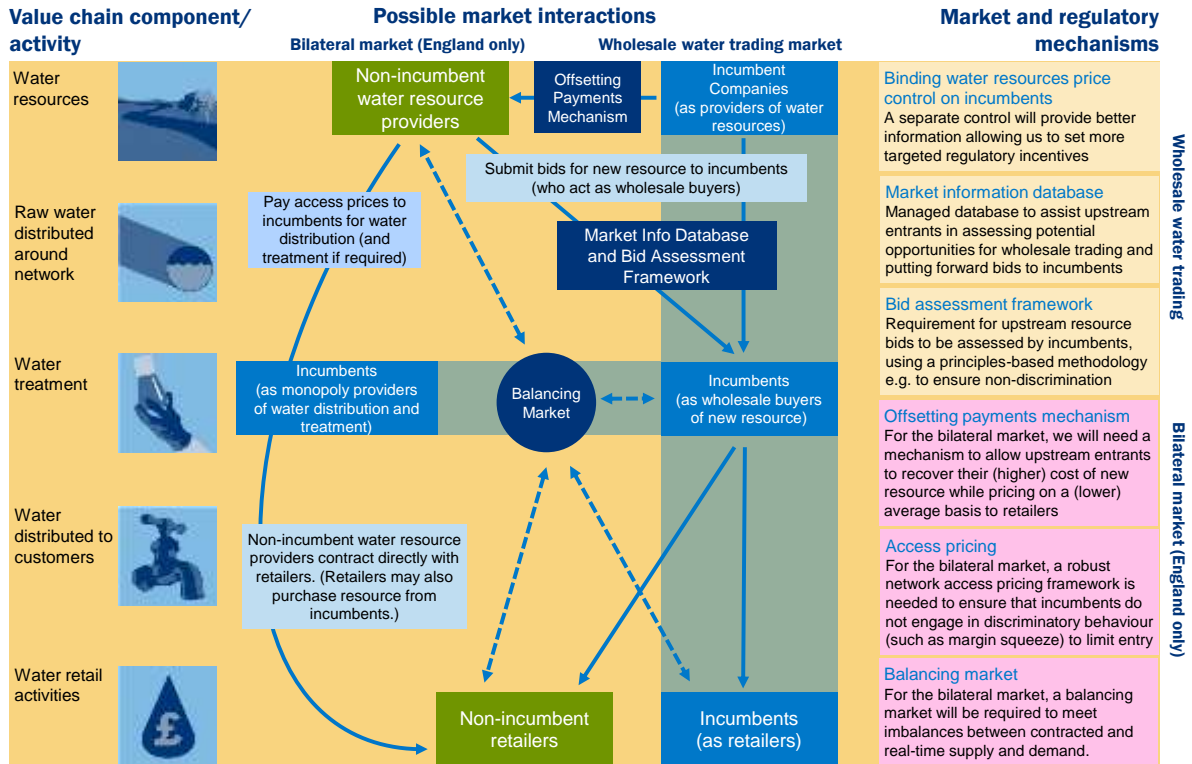 Value chain component/
activity
Possible market interactions
Bilateral market (England only)
Wholesale water trading market
Market and regulatory
mechanisms
Water
resources
Raw water
distributed
around
network
Water
treatment
Water
distributed to
customers
Water retail
activities
£
Non-incumbent
water resource
providers
Offsetting
Payments
Mechanism
Incumbent
Companies
(as providers of water
resources)
Submit bids for new resource to incumbents
(who act as wholesale buyers)
Pay access prices to
incumbents for water
distribution (and
treatment if required)
Market Info Database
and Bid Assessment
Framework
Incumbents
(as monopoly providers
of water distribution and
treatment)
Balancing
Market
Incumbents
(as wholesale buyers
of new resource)
Non-incumbent water resource
providers contract directly with
retailers. (Retailers may also
purchase resource from
incumbents.)
Non-incumbent
retailers
Incumbents
(as retailers)
Binding water resources price
control on incumbents
A separate control will provide better
information allowing us to set more
targeted regulatory incentives
Market information database
Managed database to assist upstream
entrants in assessing potential
opportunities for wholesale trading and
putting forward bids to incumbents
Bid assessment framework
Requirement for upstream resource
bids to be assessed by incumbents,
using a principles-based methodology
e.g. to ensure non-discrimination
Offsetting payments mechanism
For the bilateral market, we will need a
mechanism to allow upstream entrants
to recover their (higher) cost of new
resource while pricing on a (lower)
average basis to retailers
Access pricing
For the bilateral market, a robust
network access pricing framework is
needed to ensure that incumbents do
not engage in discriminatory behaviour
(such as margin squeeze) to limit entry
Balancing market
For the bilateral market, a balancing
market will be required to meet
imbalances between contracted and
real-time supply and demand.
Wholesale water trading
Bilateral market (England only)